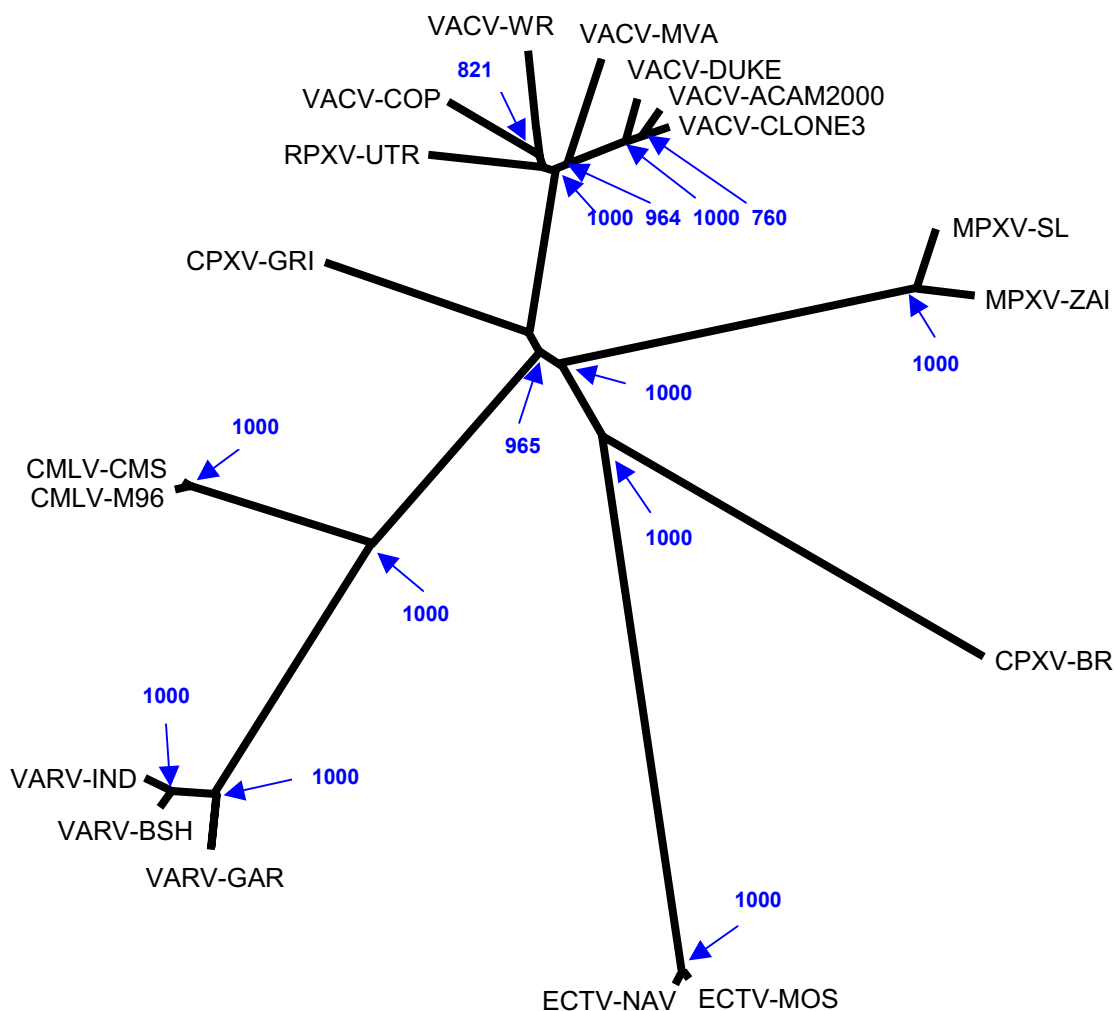 VACV-WR
VACV-MVA
821
VACV-DUKE
VACV-COP
VACV-ACAM2000
VACV-CLONE3
RPXV-UTR
1000 964 1000 760
MPXV-SL
CPXV-GRI
MPXV-ZAI
1000
1000
965
1000
CMLV-CMS
CMLV-M96
1000
1000
CPXV-BR
1000
VARV-IND
1000
VARV-BSH
VARV-GAR
1000
ECTV-NAV
ECTV-MOS